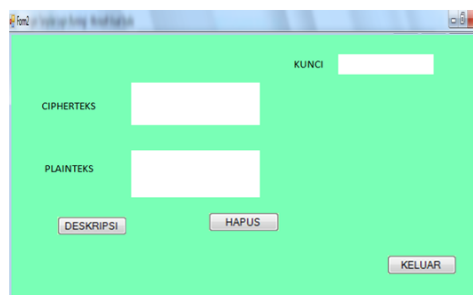 Form2
KUNCI
CIPHERTEKS
PLAINTEKS
DESKRIPSI
HAPUS
KELUAR